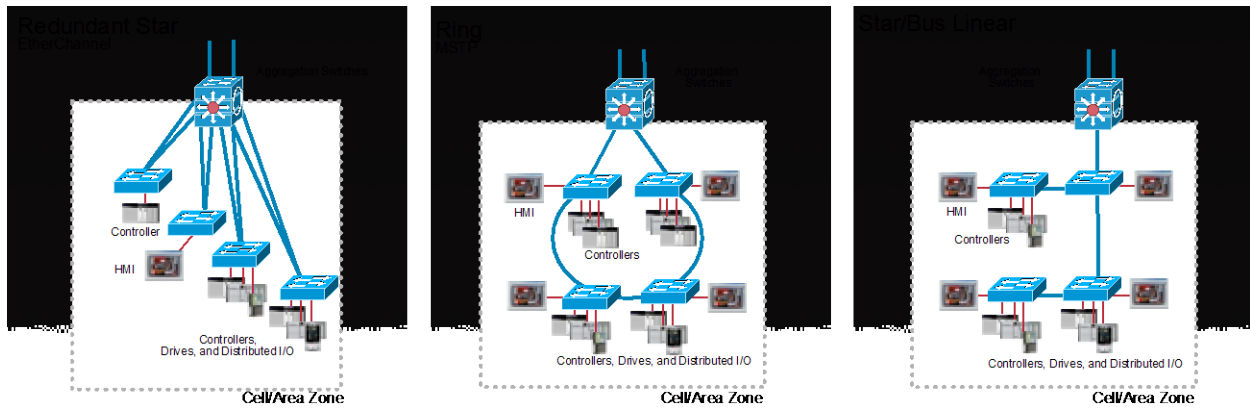 Redundant Star
EtherChannel
Aggregation Switches
Controller
HMI
Controllers,
Drives, and Distributed I/O
Cell/Area Zone
Ring
MSTP
Aggregation
Switches
HMI
Controllers
Controllers, Drives, and Distributed I/O
Cell/Area Zone
Star/Bus Linear
Aggregation
Switches
HMI
Controllers
Controllers, Drives, and Distributed I/O
Cell/Area Zone